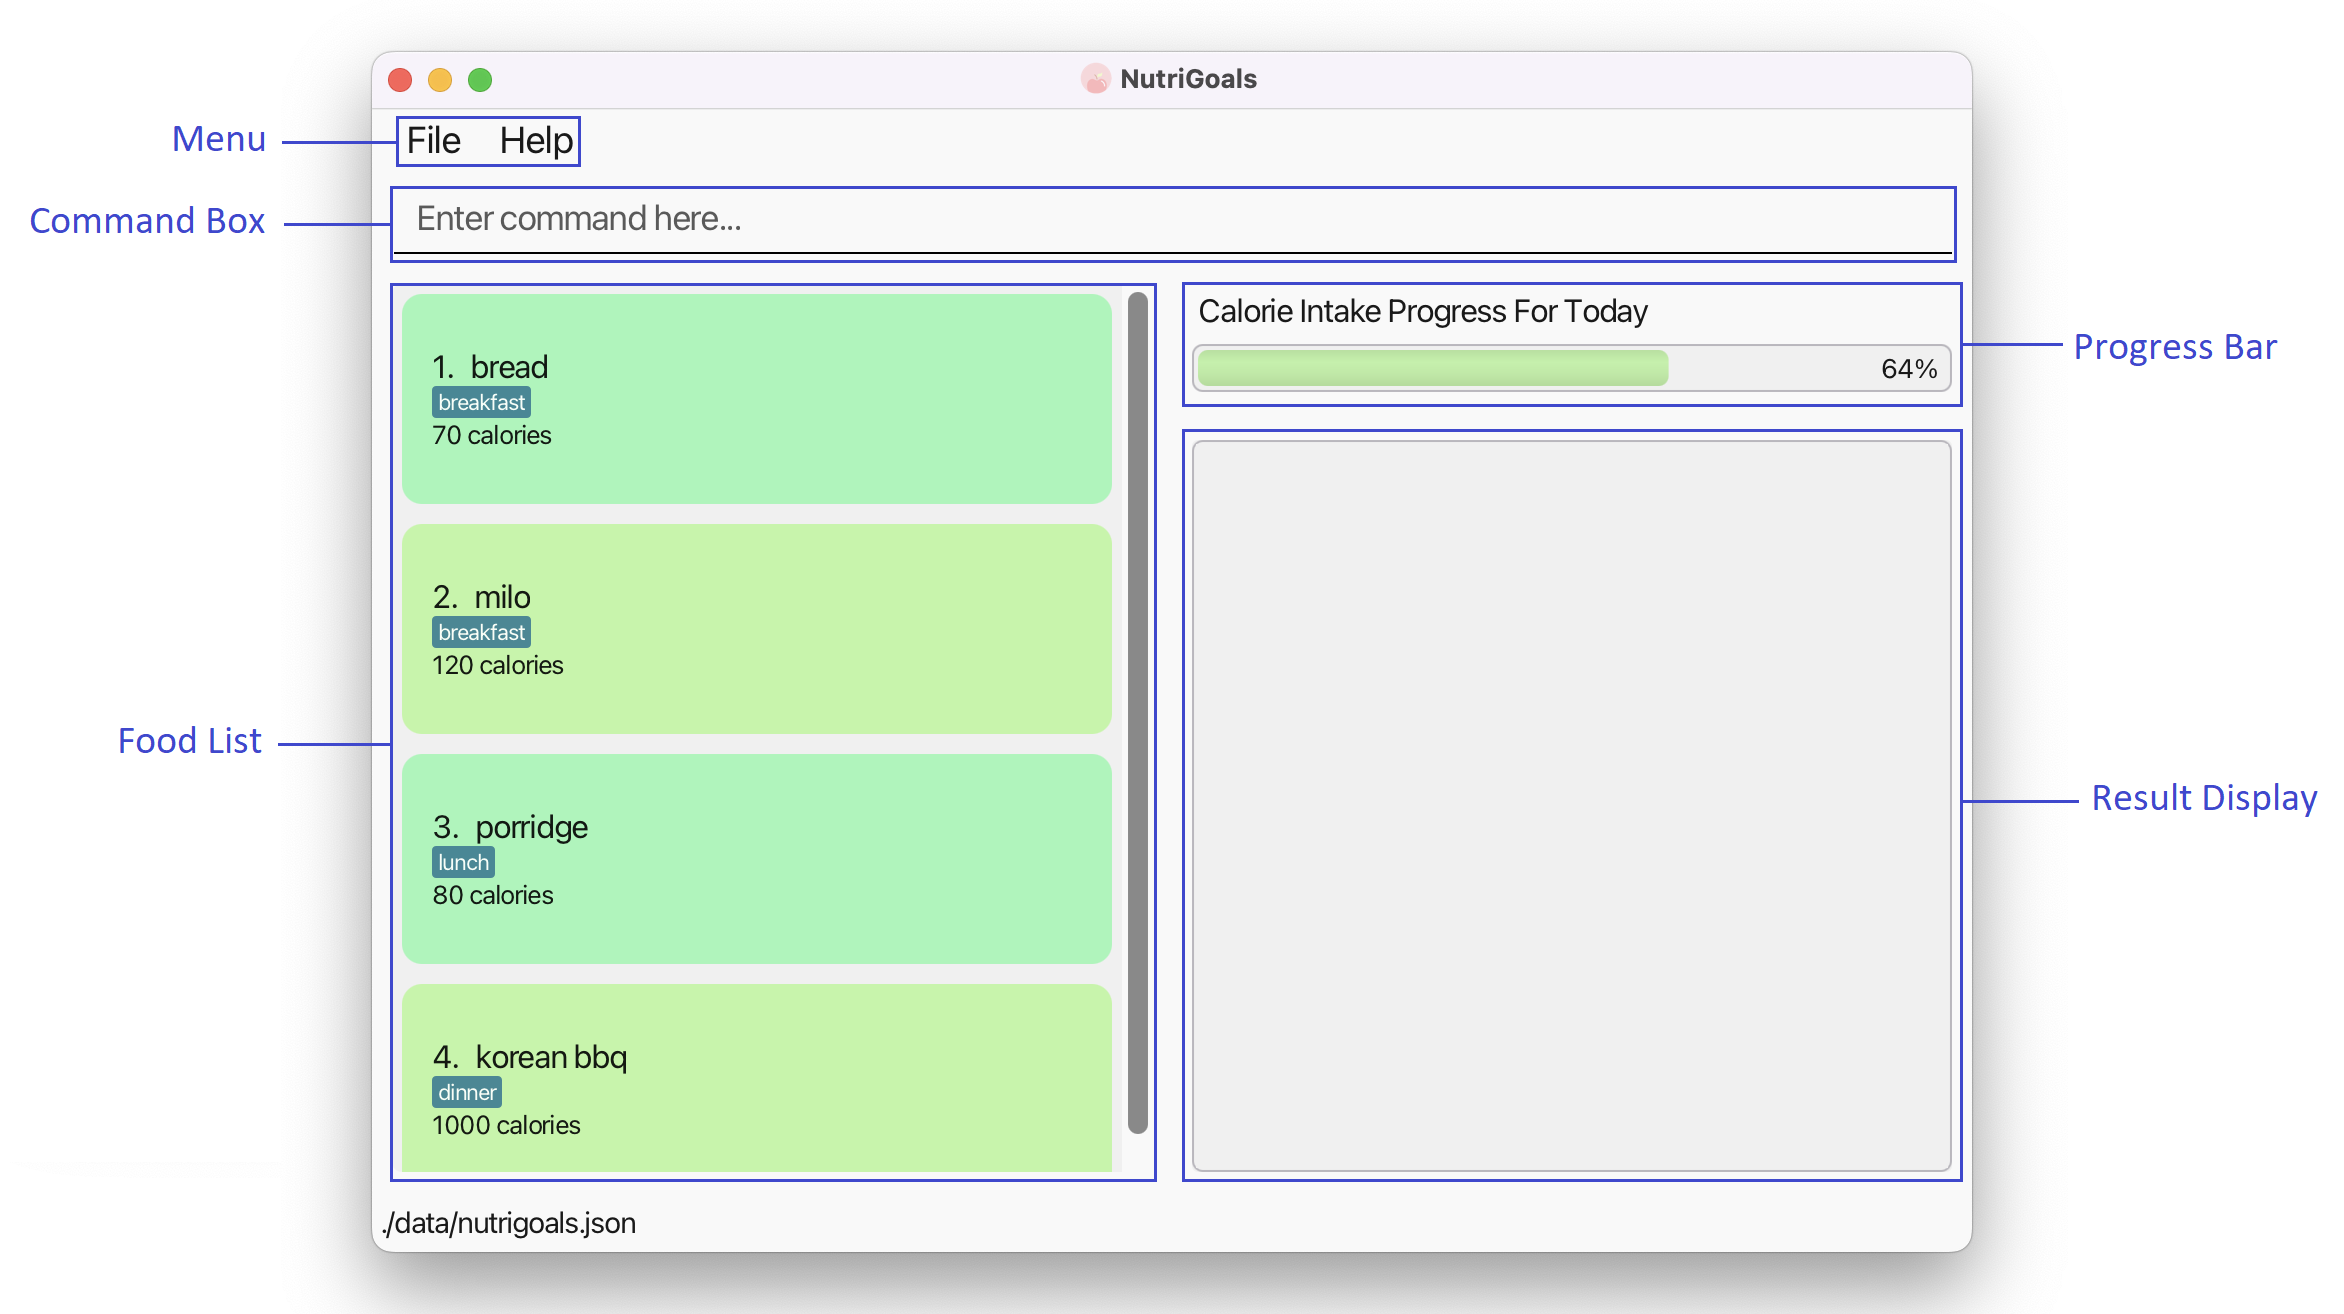 NutriGoals
Menu
File Help
Command Box
Enter command here...
Calorie Intake Progress For Today
64%
Progress Bar
1. bread
breakfast
70 calories
2. milo
breakfast
120 calories
Food List
3. porridge
lunch
80 calories
4. korean bbq
dinner
1000 calories
Result Display
./data/nutrigoals.json